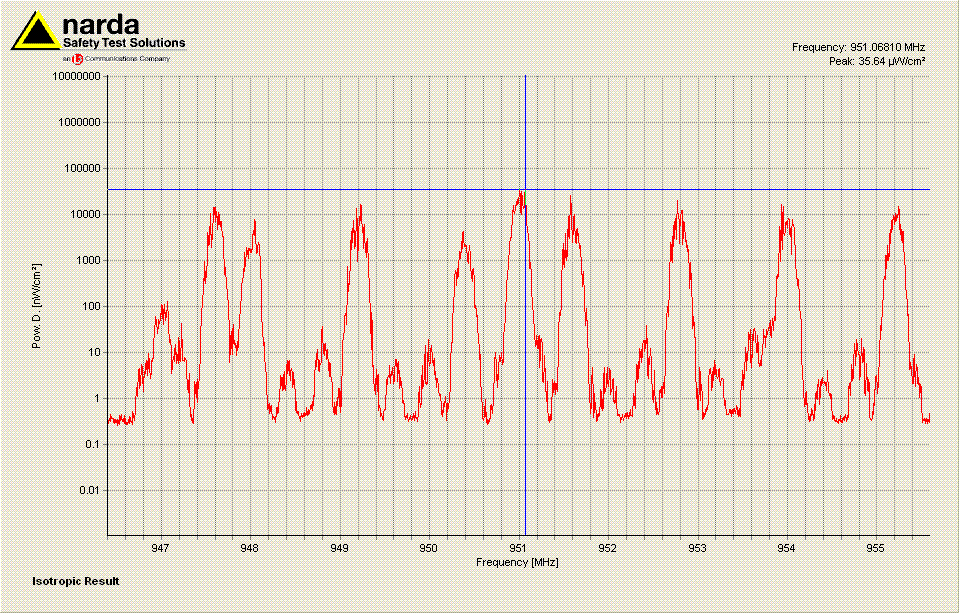 narda
Safety Test Solutions
an L3 Communications Company
Frequency: 951.06810 MHz
Peak: 35.64 µW/cm²
10000000
1000000
100000
10000
1000
100
10
1
0.1
0.01
Pow. D. [nW/cm²]
947 948 949 950 951 952 953 954 955
Frequency [MHz]
Isotropic Result